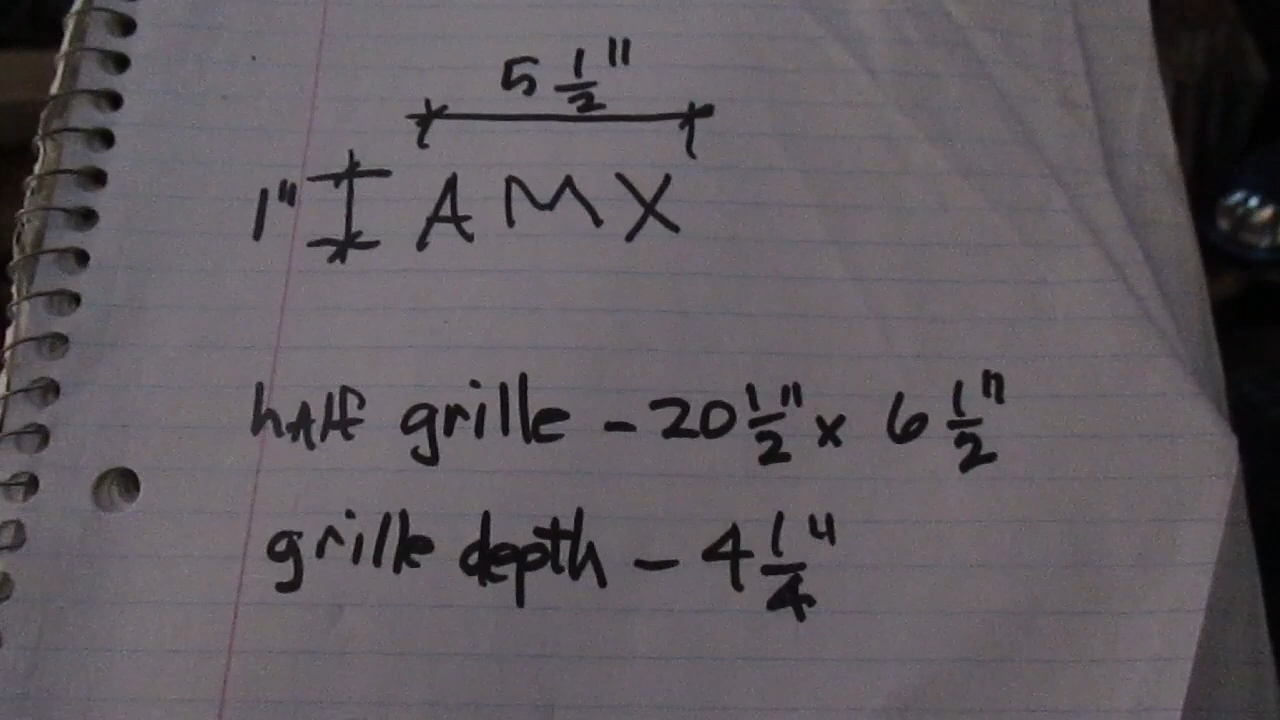 5 1/2"
1" AMX
hALF grille - 20 1/2" x 6 1/2"
grille depth - 4 1/4"